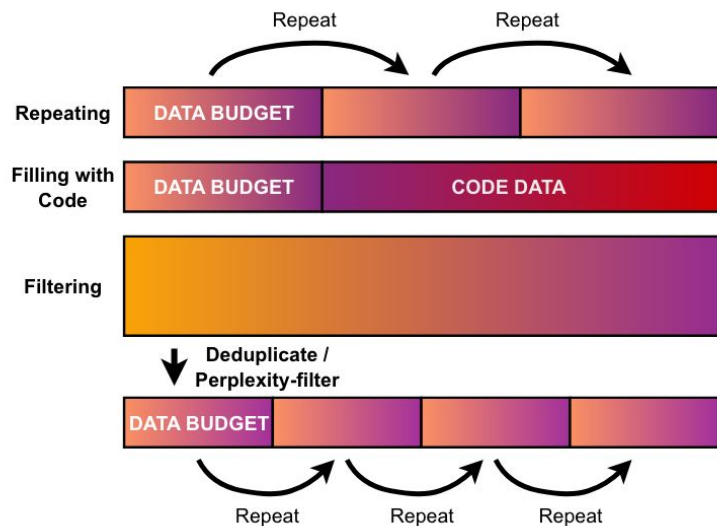 Repeat
Repeat
Repeating
DATA BUDGET
Filling with
Code
DATA BUDGET
CODE DATA
Filtering
Deduplicate /
Perplexity-filter
DATA BUDGET
Repeat
Repeat
Repeat